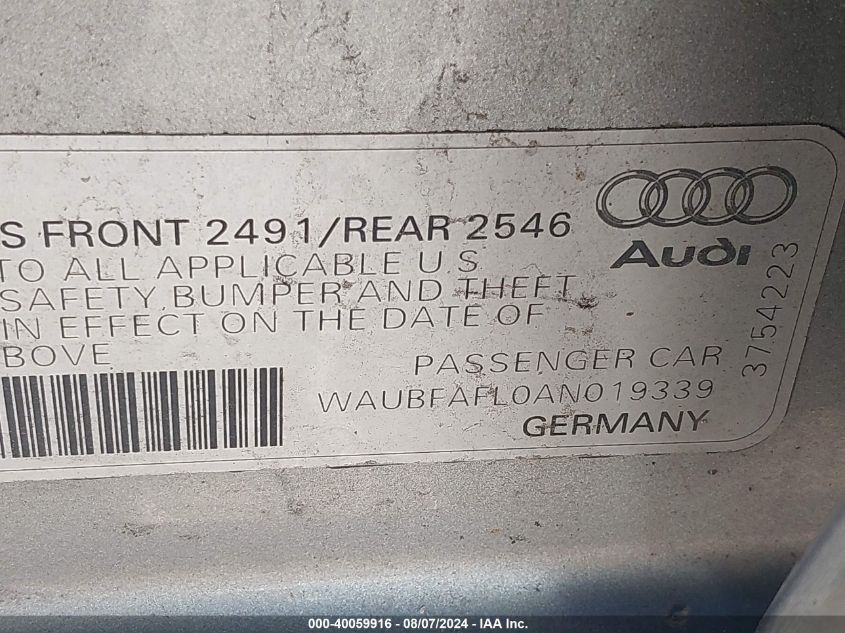 S FRONT 2491/REAR 2546
TO ALL APPLICABLE U.S
SAFETY, BUMPER AND THEFT
IN EFFECT ON THE DATE OF
BOVE
Audi
3754223
PASSENGER CAR
WAUBFAFL0AN019339
GERMANY
000-40059916 - 08/07/2024 - IAA Inc.